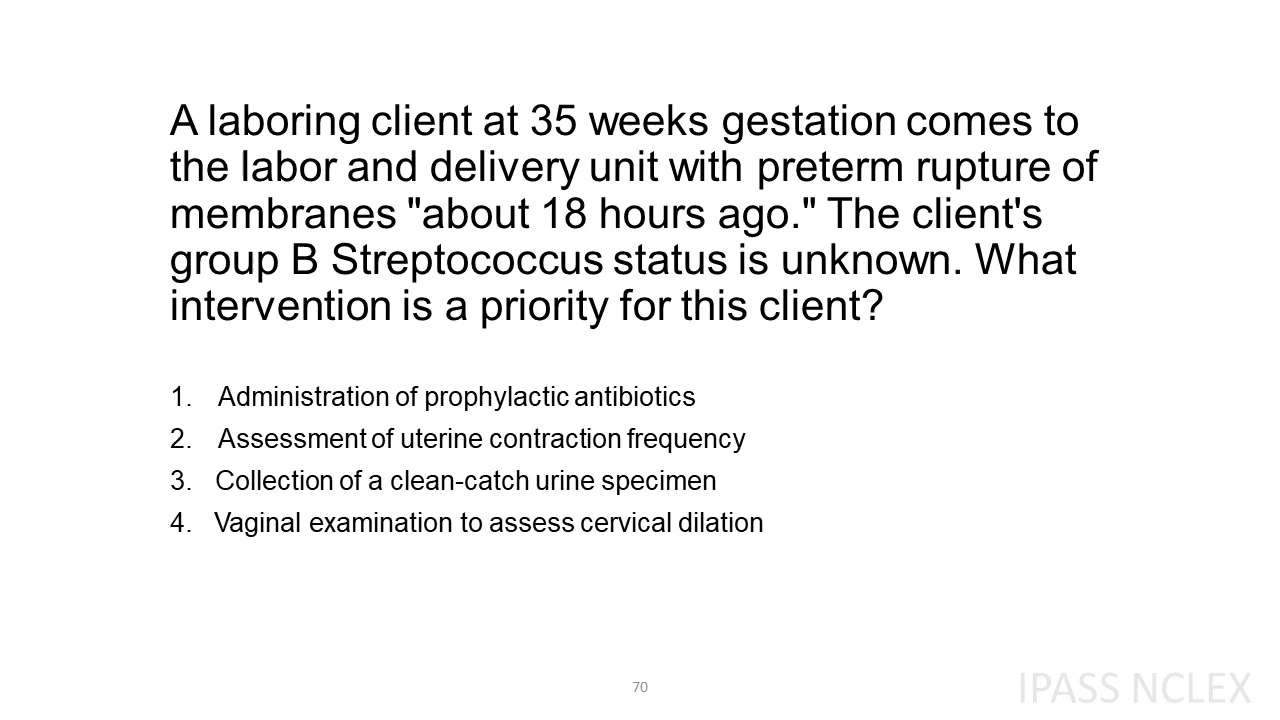 A laboring client at 35 weeks gestation comes to
the labor and delivery unit with preterm rupture of
membranes "about 18 hours ago." The client's
group B Streptococcus status is unknown. What
intervention is a priority for this client?
1. Administration of prophylactic antibiotics
2. Assessment of uterine contraction frequency
3. Collection of a clean-catch urine specimen
4. Vaginal examination to assess cervical dilation
70
IPASS NCLEX